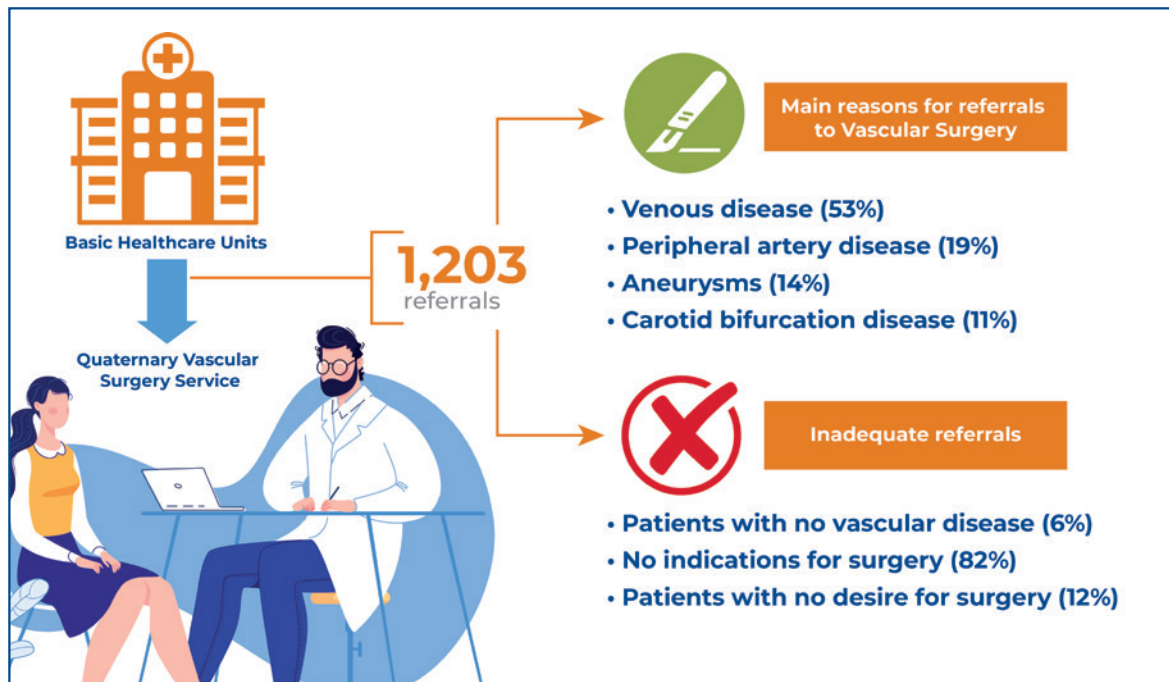 Basic Healthcare Units
Quaternary Vascular
Surgery Service
1,203
referrals
Main reasons for referrals
to Vascular Surgery
• Venous disease (53%)
• Peripheral artery disease (19%)
• Aneurysms (14%)
• Carotid bifurcation disease (11%)
Inadequate referrals
• Patients with no vascular disease (6%)
• No indications for surgery (82%)
• Patients with no desire for surgery (12%)